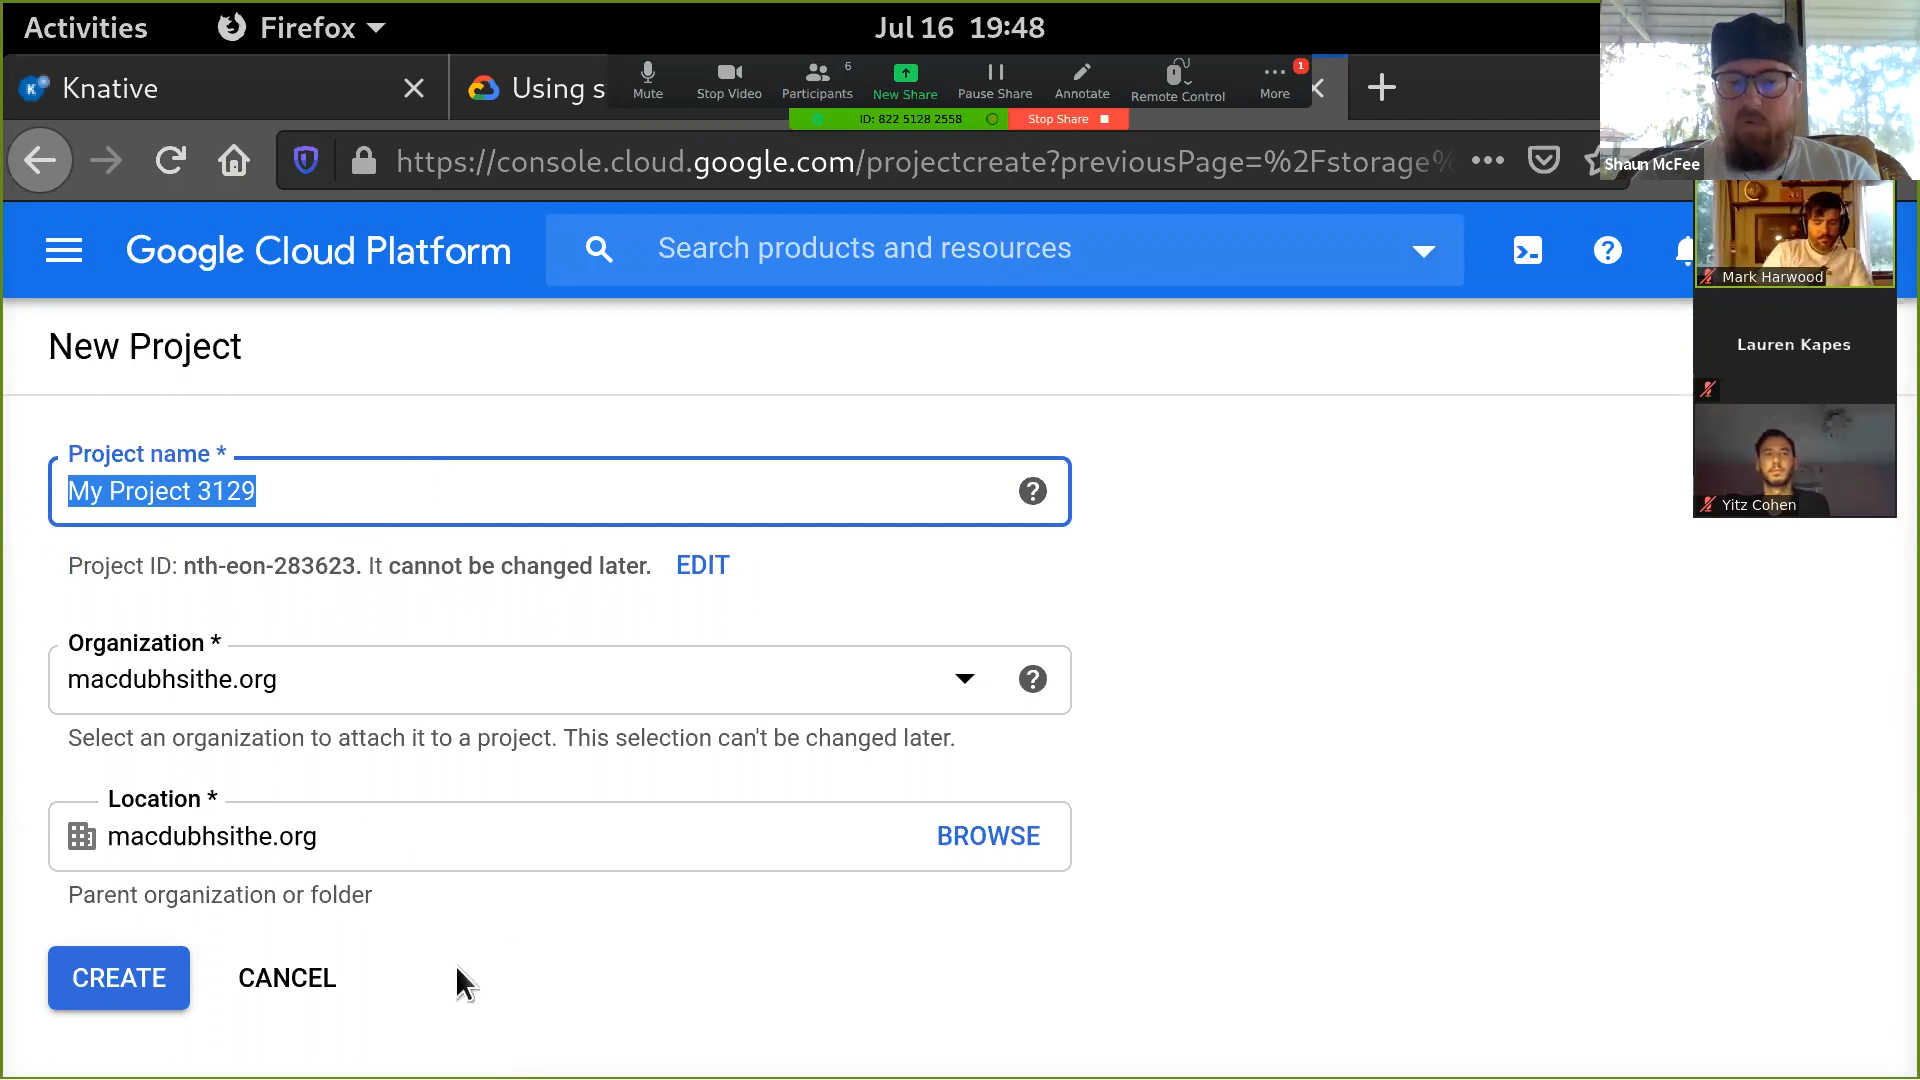 Activities
Firefox
Jul 16 19:48
Knative
Using s
Mute
Stop Video
Participants
6
New Share
Pause Share
Annotate
Remote Control
More
1
ID: 822 5128 2558
Stop Share
https://console.cloud.google.com/projectcreate?previousPage=%2Fstorage%
Shaun McFee
Google Cloud Platform
Search products and resources
Mark Harwood
Lauren Kapes
Yitz Cohen
New Project
Project name *
My Project 3129
Project ID: nth-eon-283623. It cannot be changed later.
EDIT
Organization *
macdubhsithe.org
Select an organization to attach it to a project. This selection can't be changed later.
Location *
macdubhsithe.org
BROWSE
Parent organization or folder
CREATE
CANCEL